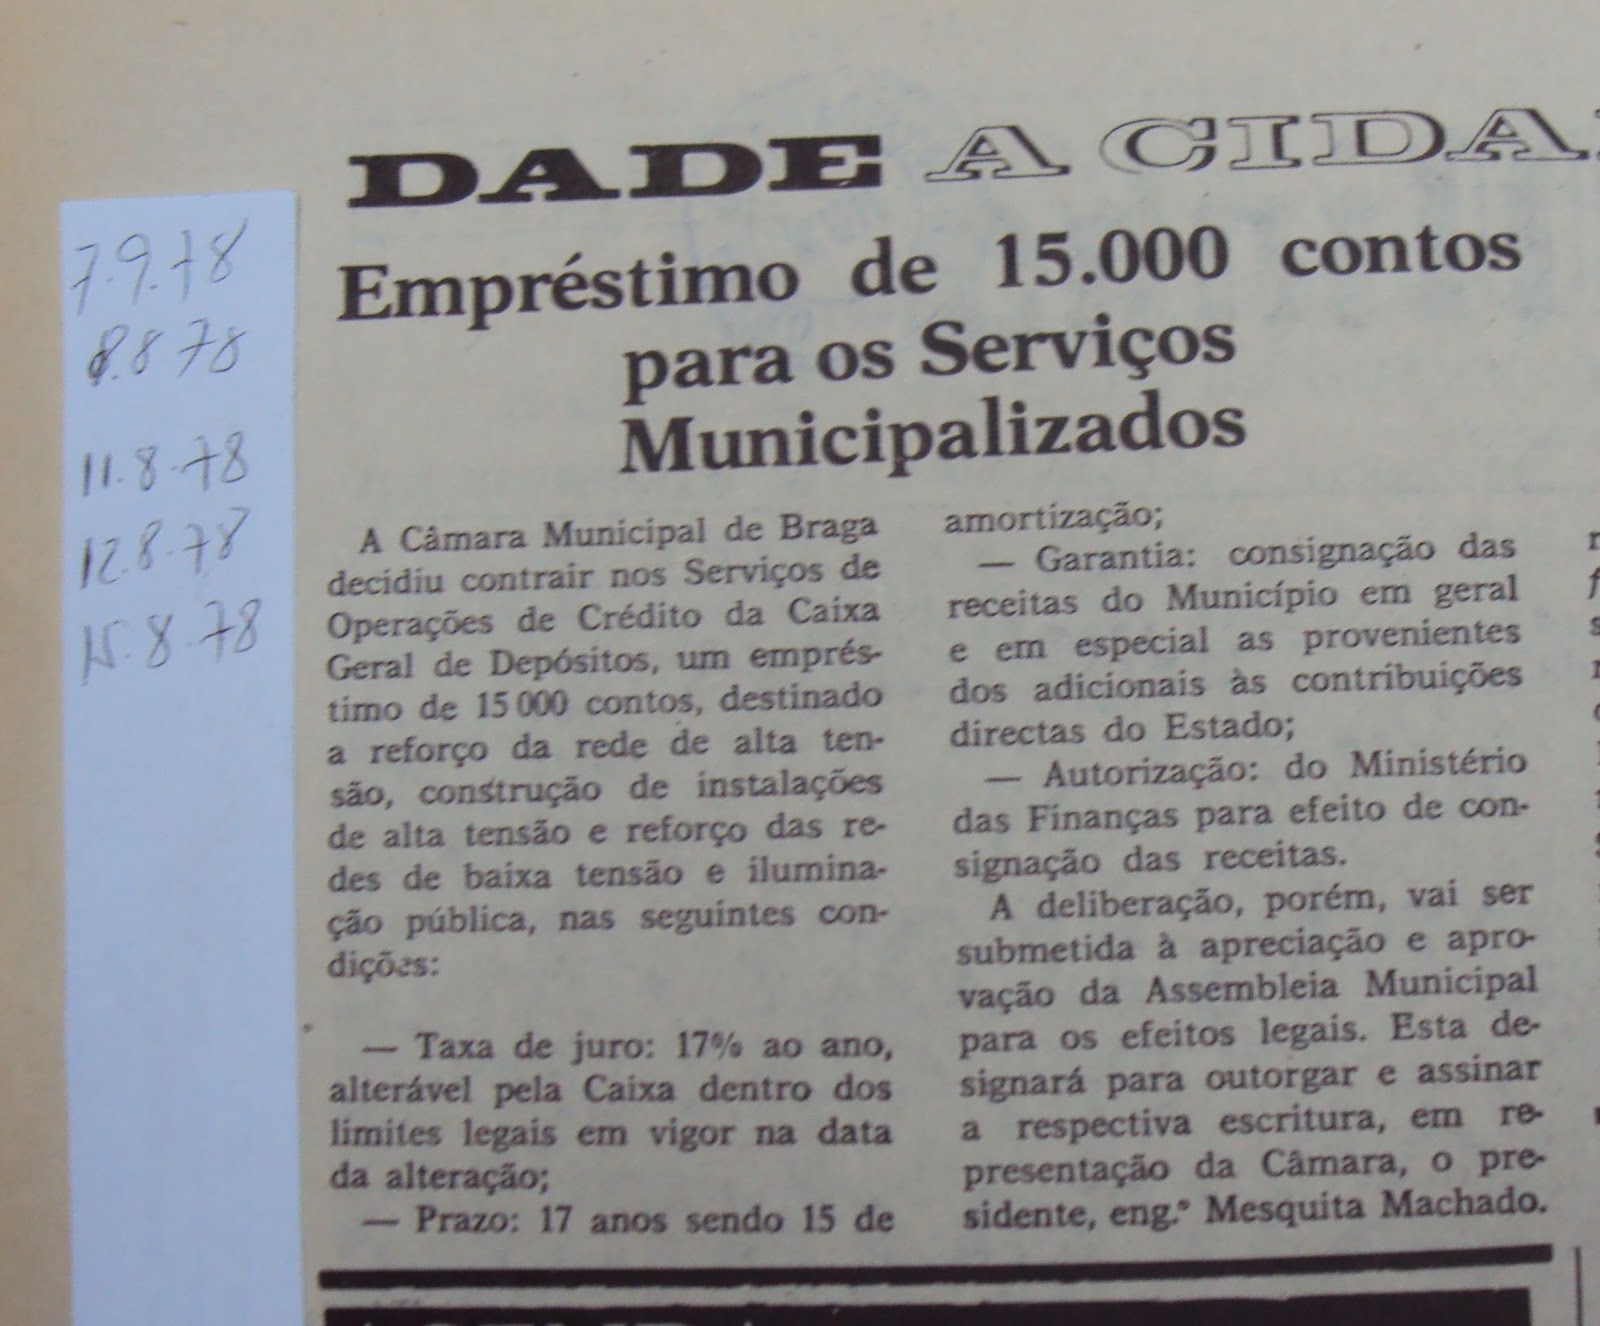 7.9.78
8.8 78
11.8.78
12.8.78
15.8.78
DADE A CIDA
Empréstimo de 15.000 contos
para os Serviços
Municipalizados
A Câmara Municipal de Braga
decidiu contrair nos Serviços de
Operações de Crédito da Caixa
Geral de Depósitos, um emprés-
timo de 15 000 contos, destinado
a reforço da rede de alta ten-
são, construção de instalações
de alta tensão e reforço das re-
des de baixa tensão e ilumina-
ção pública, nas seguintes con-
dições:
— Taxa de juro: 17% ao ano,
alterável pela Caixa dentro dos
limites legais em vigor na data
da alteração;
— Prazo: 17 anos sendo 15 de
amortização;
— Garantia: consignação das
receitas do Município em geral
e em especial as provenientes
dos adicionais às contribuições
directas do Estado;
— Autorização: do Ministério
das Finanças para efeito de con-
signação das receitas.
A deliberação, porém, vai ser
submetida à apreciação e apro-
vação da Assembleia Municipal
para os efeitos legais. Esta de-
signará para outorgar e assinar
a respectiva escritura, em re-
presentação da Câmara, o pre-
sidente, eng.º Mesquita Machado.